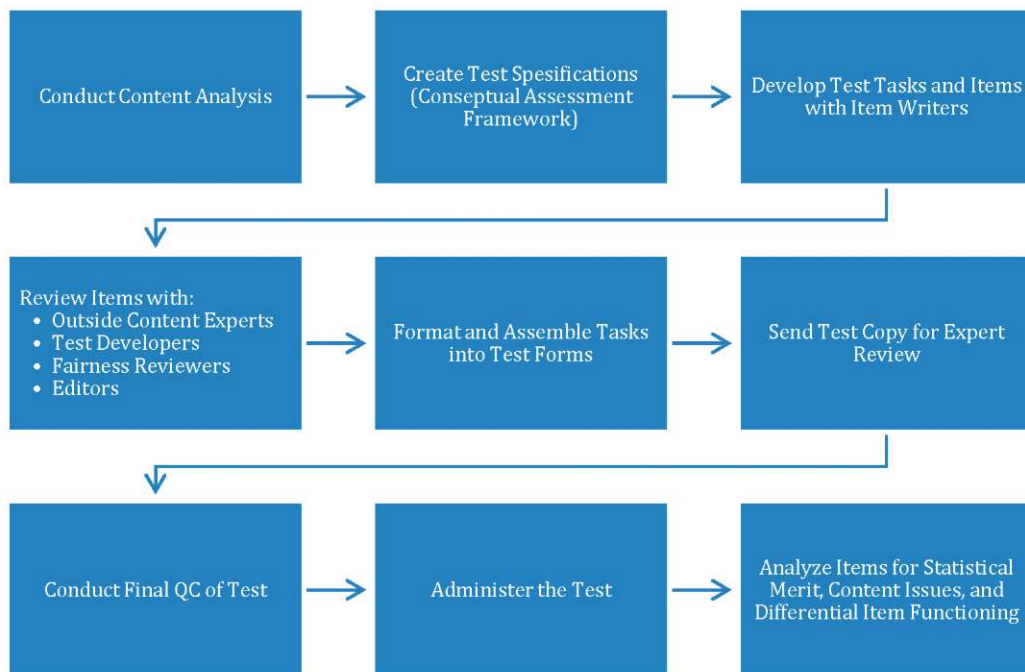 Conduct Content Analysis
Create Test Spesifications
(Conseptual Assessment
Framework)
Develop Test Tasks and Items
with Item Writers
Review Items with:
• Outside Content Experts
• Test Developers
• Fairness Reviewers
• Editors
Format and Assemble Tasks
into Test Forms
Send Test Copy for Expert
Review
Conduct Final QC of Test
Administer the Test
Analyze Items for Statistical
Merit, Content Issues, and
Differential Item Functioning